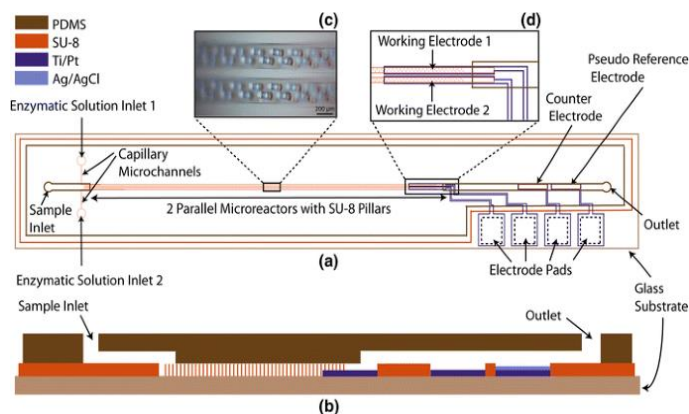 PDMS
SU-8
Ti/Pt
Ag/AgCl
(c)
(d)
Enzymatic Solution Inlet 1
Working Electrode 1
Working Electrode 2
Pseudo Reference
Electrode
Counter
Electrode
200 μm
Capillary
Microchannels
Sample
Inlet
2 Parallel Microreactors with SU-8 Pillars
Outlet
Enzymatic Solution Inlet 2
(a)
Electrode Pads
Glass
Substrate
Sample Inlet
Outlet
(b)